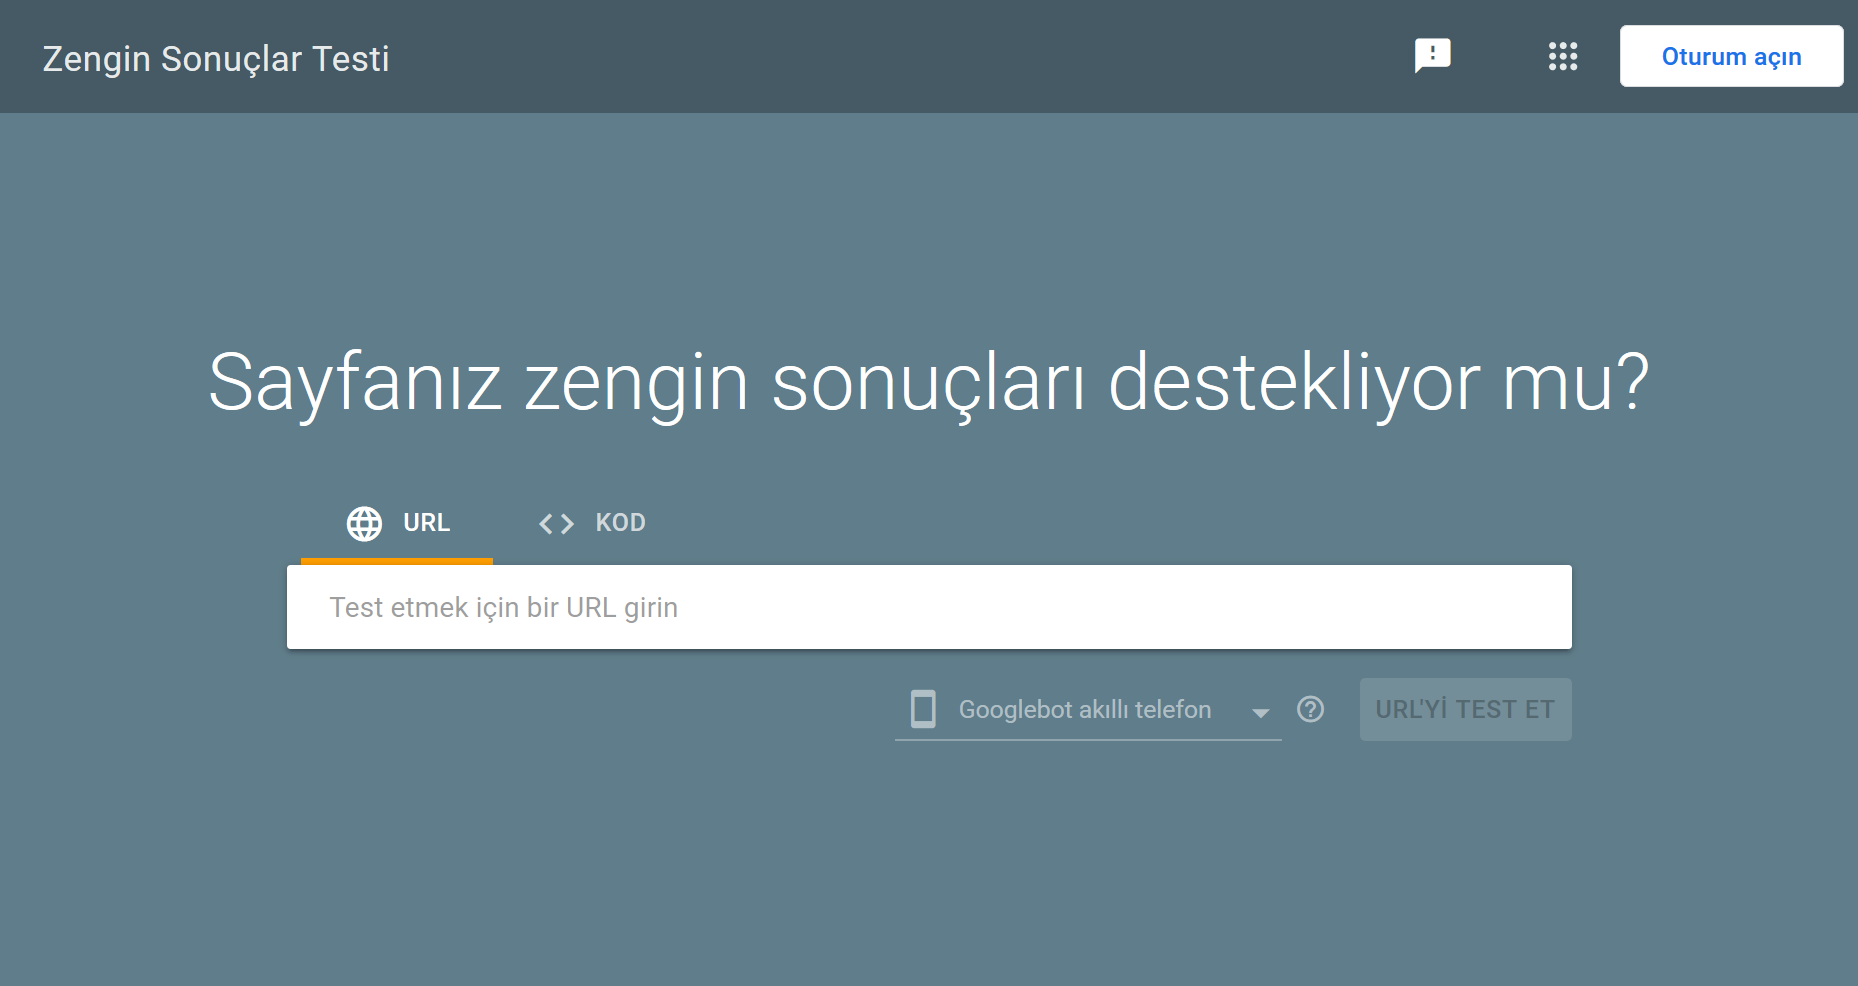 Zengin Sonuçlar Testi
Oturum açın
Sayfanız zengin sonuçları destekliyor mu?
URL
KOD
Test etmek için bir URL girin
Googlebot akıllı telefon
URL'Yİ TEST ET